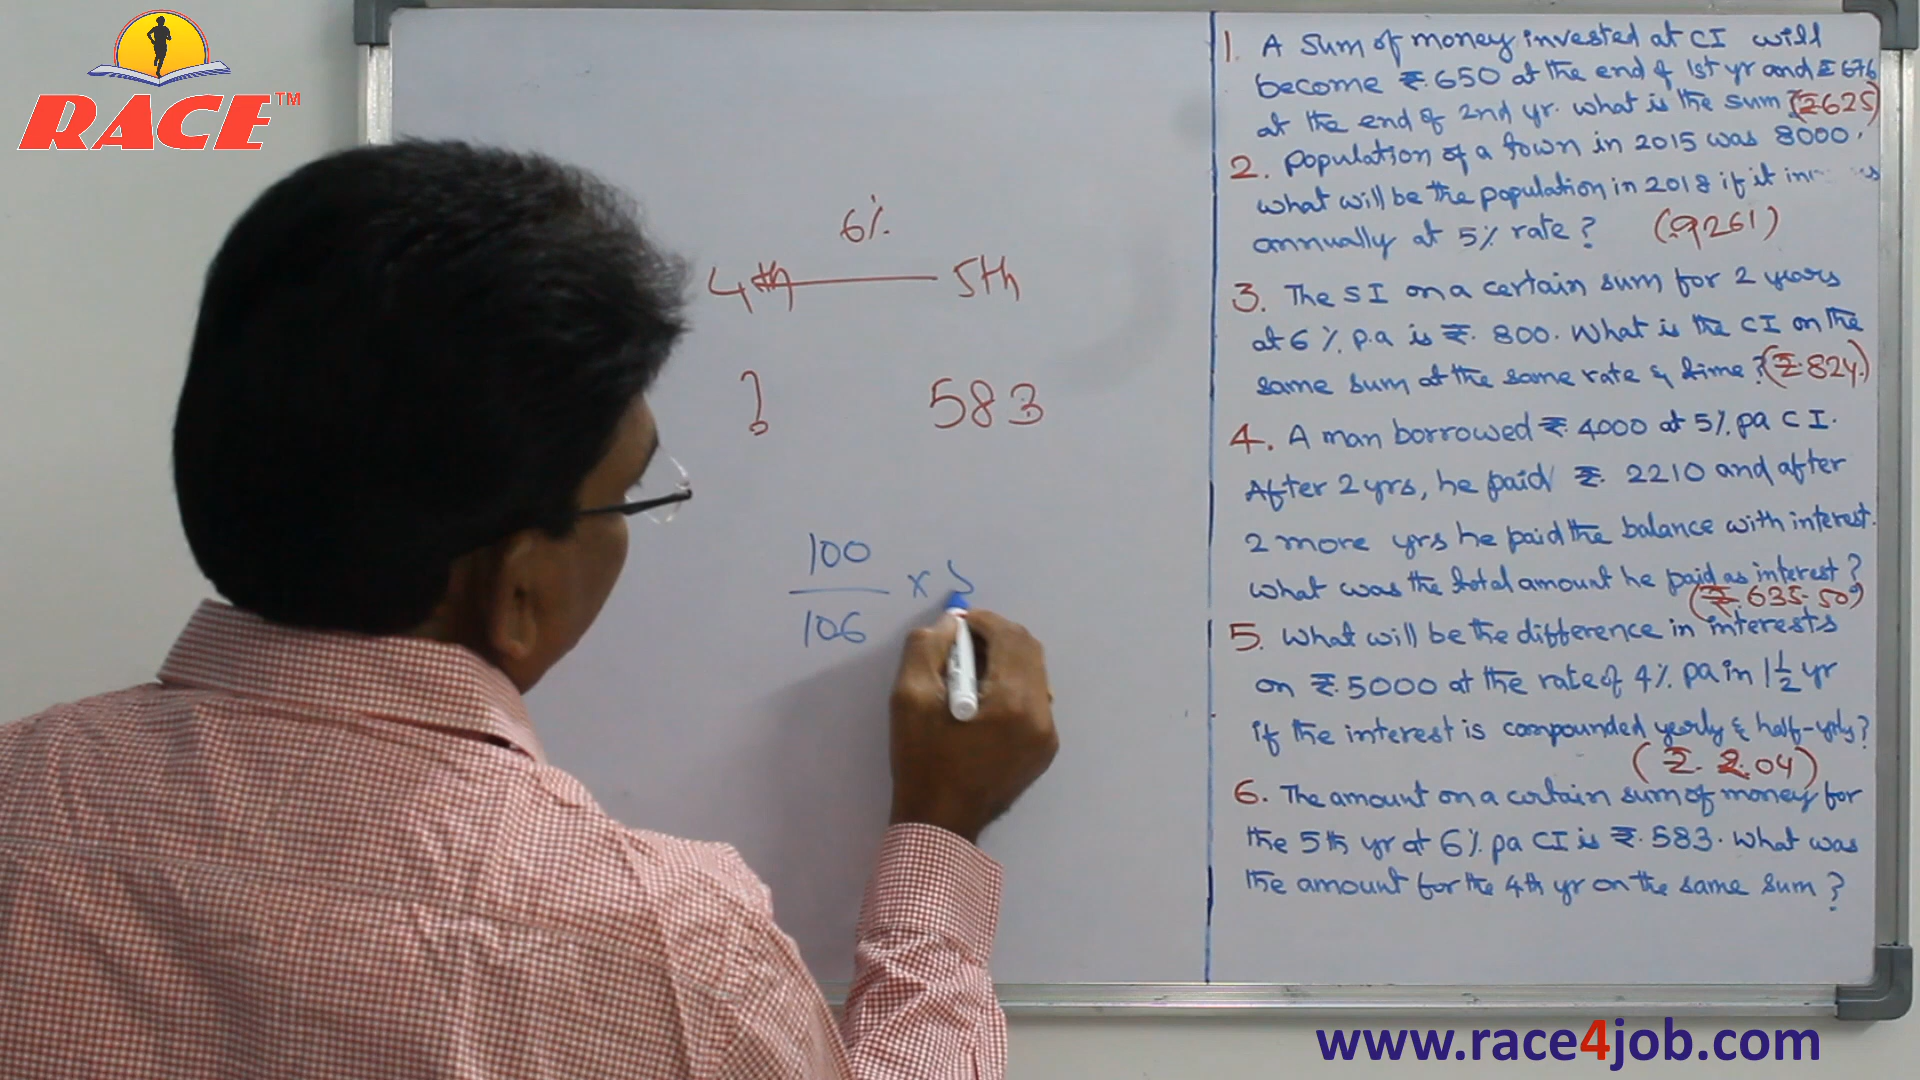 RACE™
6%
4th 5th
? 583
100
106 ×
1. A Sum of money invested at CI will
become ₹.650 at the end of 1st yr and ₹ 676
at the end of 2nd yr. what is the sum? (₹625)
2. population of a town in 2015 was 8000.
what will be the population in 2018 if it
annually at 5% rate? (9261)
3. The SI on a certain sum for 2 years
at 6% p.a is ₹. 800. What is the CI on the
same sum at the same rate & time? (₹.824.)
4. A man borrowed ₹. 4000 at 5% pa CI.
After 2 yrs, he paid ₹. 2210 and after
2 more yrs he paid the balance with interest.
what was the total amount he paid as interest?
(₹. 635.50)
5. What will be the difference in interests
on ₹.5000 at the rate of 4% pa in 1 1/2 yr
if the interest is compounded yearly & half-yrly?
(₹. 2.04)
6. The amount on a certain sum of money for
the 5th yr at 6% pa CI is ₹. 583. What was
the amount for the 4th yr on the same sum?
www.race4job.com